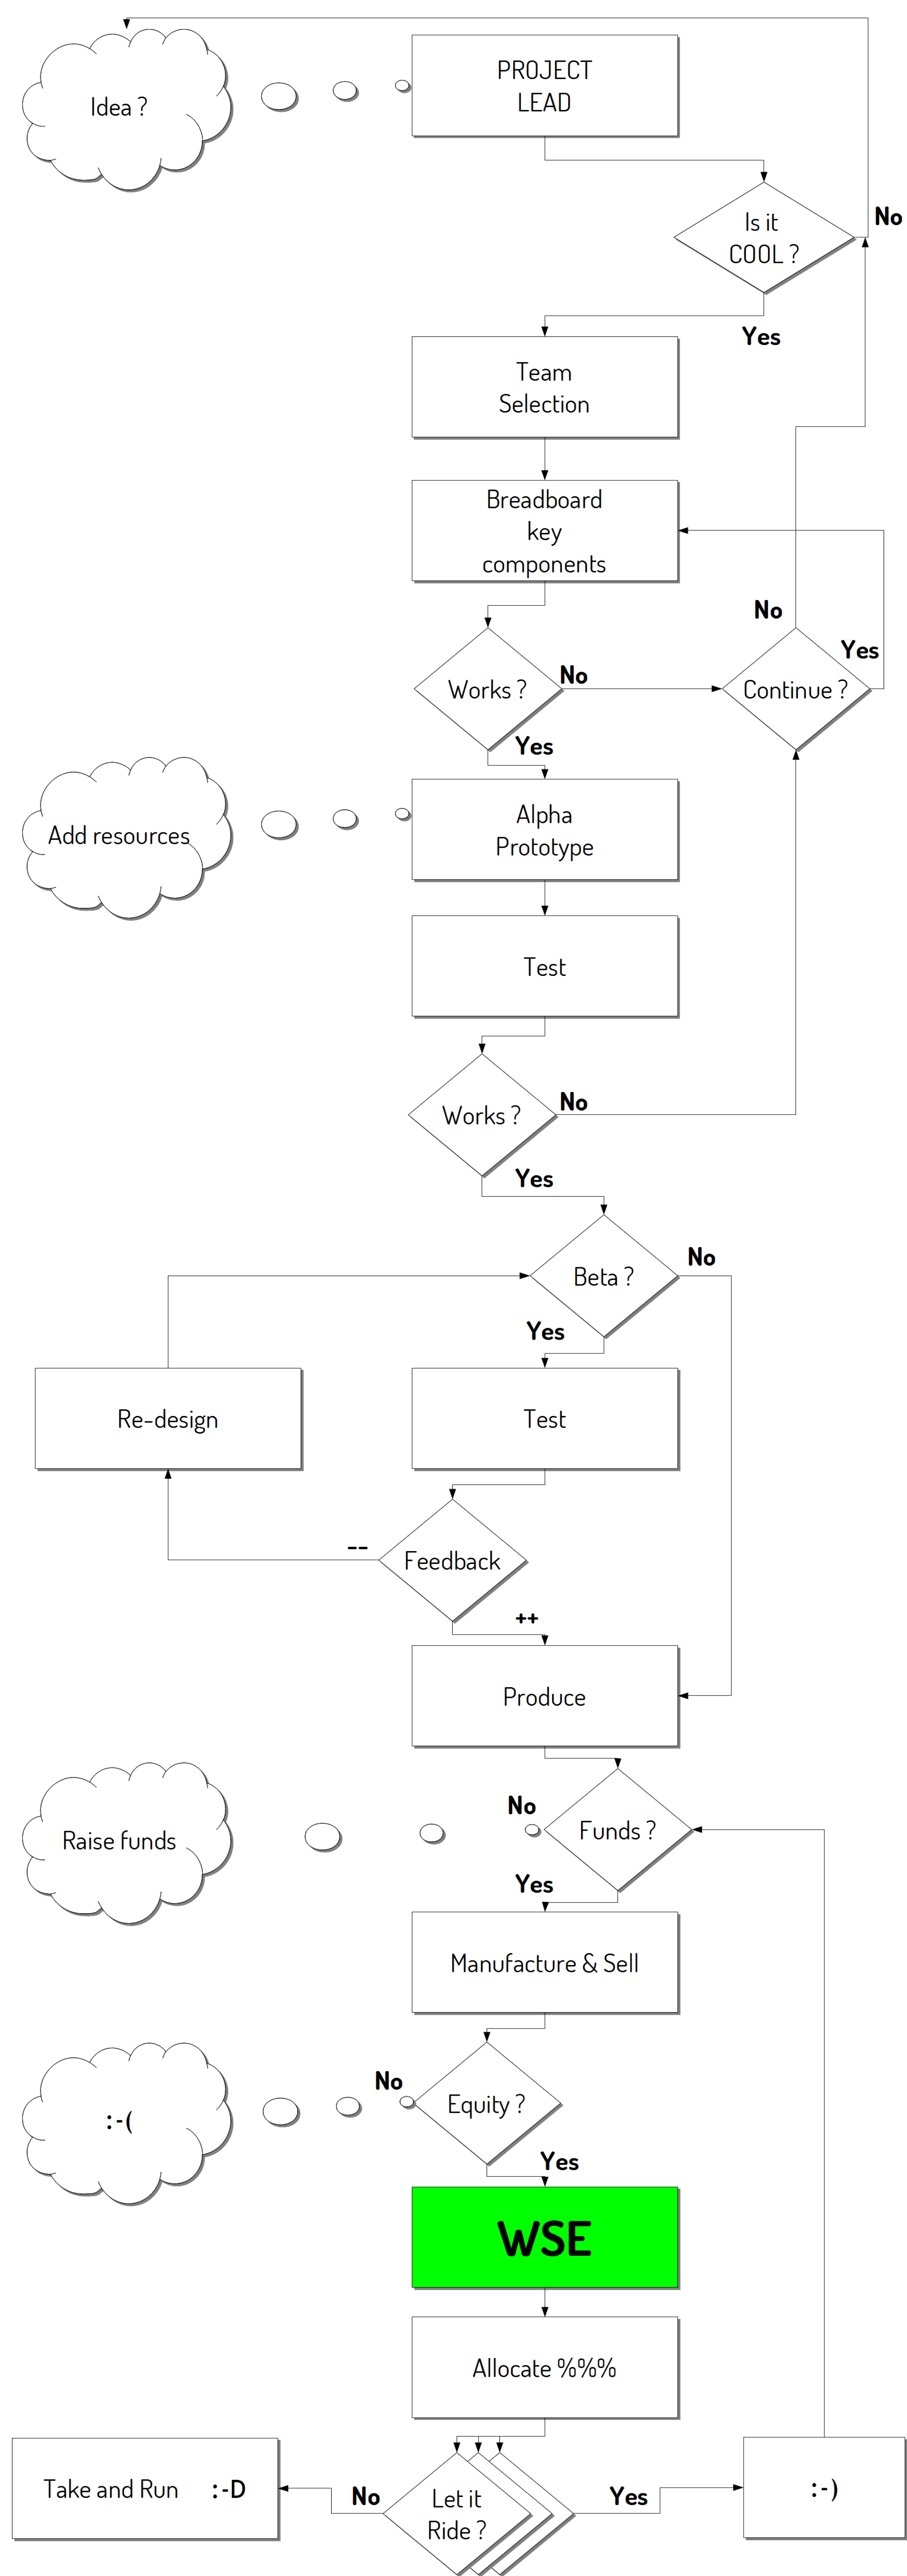 Idea ?
PROJECT
LEAD
Is it
COOL ?
No
Yes
Team
Selection
Breadboard
key
components
No
Yes
Works ?
No
Continue ?
Yes
Add resources
Alpha
Prototype
Test
Works ?
No
Yes
Beta ?
No
Yes
Re-design
Test
--
Feedback
++
Produce
Raise funds
No
Funds ?
Yes
Manufacture & Sell
:-(
No
Equity ?
Yes
WSE
Allocate %%%
Take and Run :-D
No
Let it
Ride ?
Yes
:-)